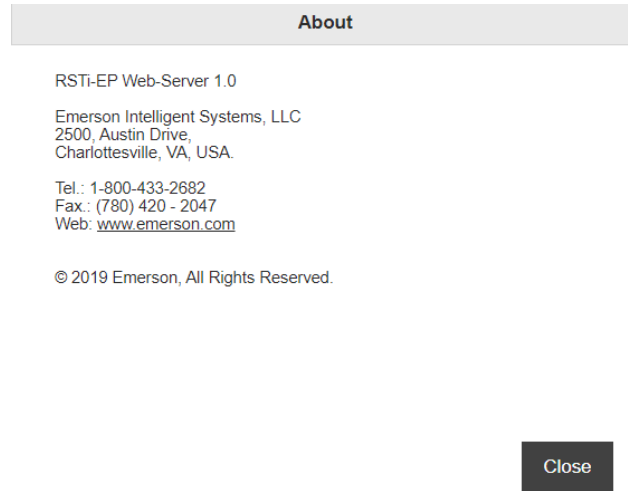 About
RSTi-EP Web-Server 1.0
Emerson Intelligent Systems, LLC
2500, Austin Drive,
Charlottesville, VA, USA.
Tel.: 1-800-433-2682
Fax.: (780) 420 - 2047
Web: www.emerson.com
© 2019 Emerson, All Rights Reserved.
Close